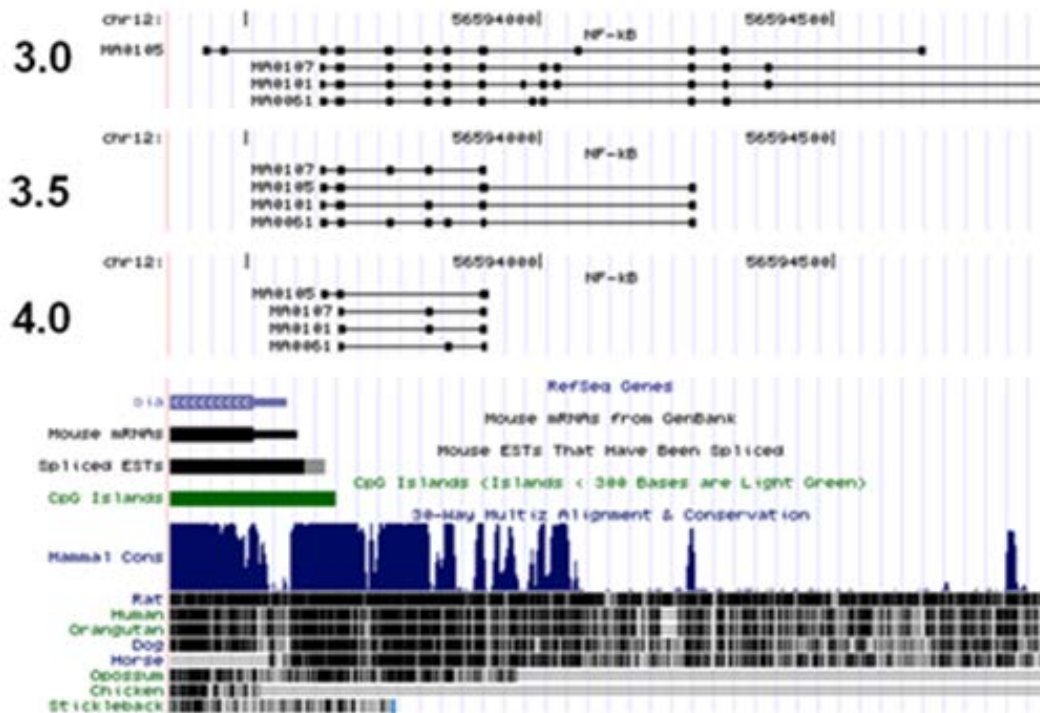 chr12: | 56594000| 56594500|
NF-kB
3.0
MA0105
MA0107
MA0101
MA0061
chr12: | 56594000| 56594500|
NF-kB
3.5
MA0107
MA0105
MA0101
MA0061
chr12: | 56594000| 56594500|
NF-kB
4.0
MA0105
MA0107
MA0101
MA0061
RefSeq Genes
Mouse mRNAs from GenBank
Mouse mRNAs
Mouse ESTs That Have Been Spliced
Spliced ESTs
CpG Islands (Islands < 300 Bases are Light Green)
CpG Islands
30-Way Multiz Alignment & Conservation
Mammal Cons
Rat
Human
Orangutan
Dog
Horse
Opossum
Chicken
Stickleback